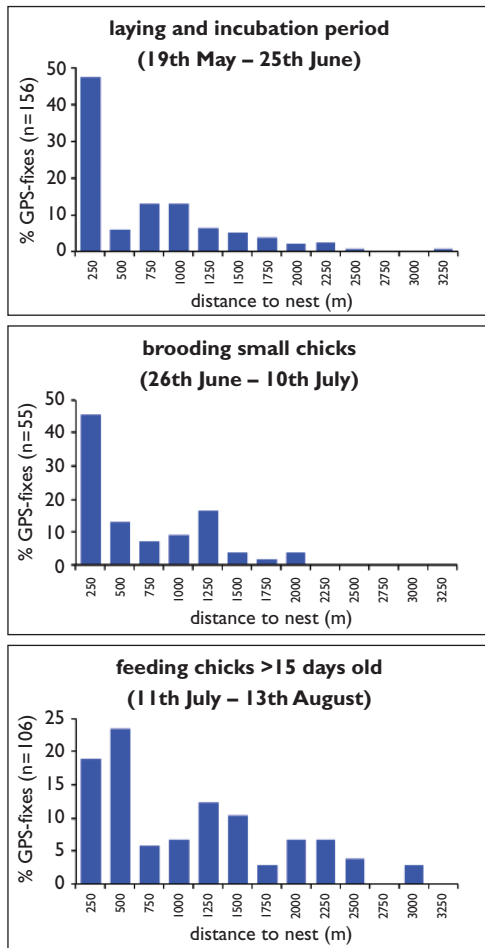 laying and incubation period
(19th May – 25th June)
% GPS-fixes (n=156)
50
40
30
20
10
0
250 500 750 1000 1250 1500 1750 2000 2250 2500 2750 3000 3250
distance to nest (m)
brooding small chicks
(26th June – 10th July)
% GPS-fixes (n=55)
50
40
30
20
10
0
250 500 750 1000 1250 1500 1750 2000 2250 2500 2750 3000 3250
distance to nest (m)
feeding chicks >15 days old
(11th July – 13th August)
% GPS-fixes (n=106)
25
20
15
10
5
0
250 500 750 1000 1250 1500 1750 2000 2250 2500 2750 3000 3250
distance to nest (m)